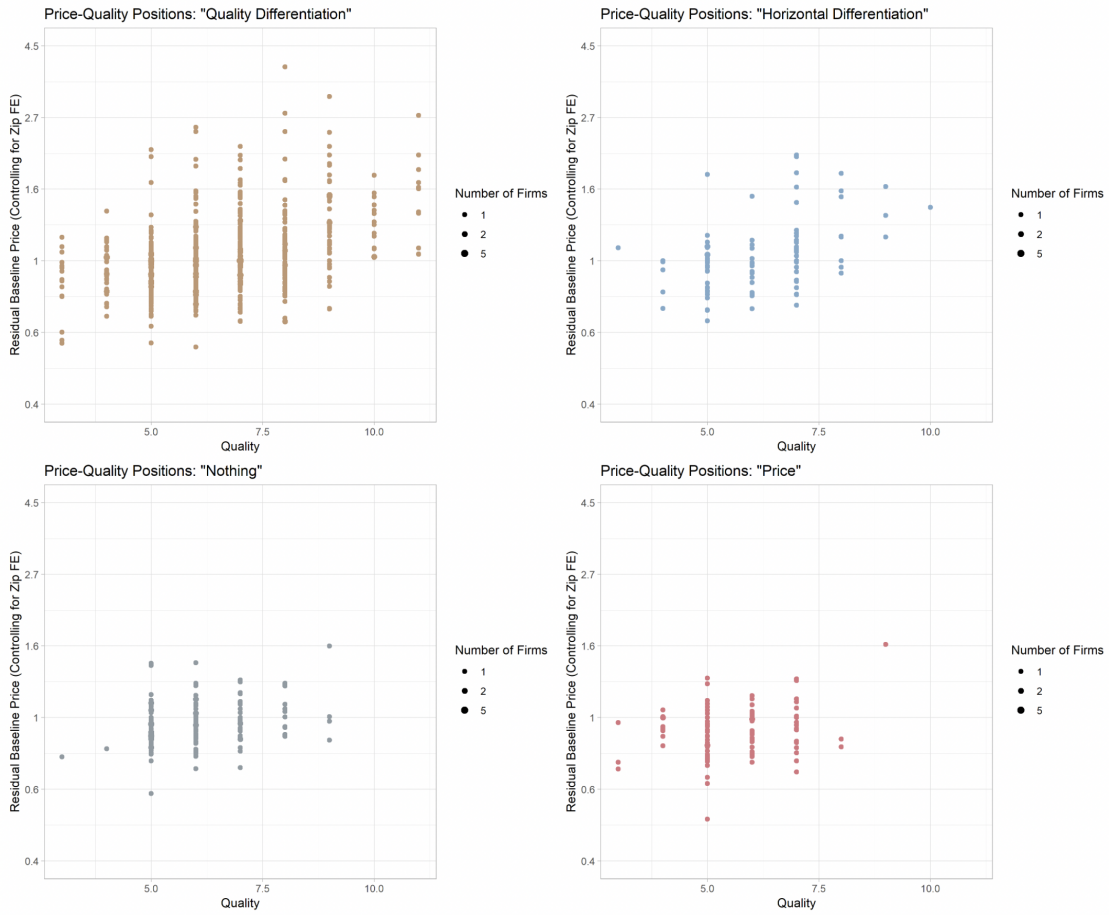 Price-Quality Positions: "Quality Differentiation"
4.5
2.7
1.6
1
0.6
0.4
Residual Baseline Price (Controlling for Zip FE)
5.0 7.5 10.0
Quality
Number of Firms
1
2
5
Price-Quality Positions: "Horizontal Differentiation"
4.5
2.7
1.6
1
0.6
0.4
Residual Baseline Price (Controlling for Zip FE)
5.0 7.5 10.0
Quality
Number of Firms
1
2
5
Price-Quality Positions: "Nothing"
4.5
2.7
1.6
1
0.6
0.4
Residual Baseline Price (Controlling for Zip FE)
5.0 7.5 10.0
Quality
Number of Firms
1
2
5
Price-Quality Positions: "Price"
4.5
2.7
1.6
1
0.6
0.4
Residual Baseline Price (Controlling for Zip FE)
5.0 7.5 10.0
Quality
Number of Firms
1
2
5